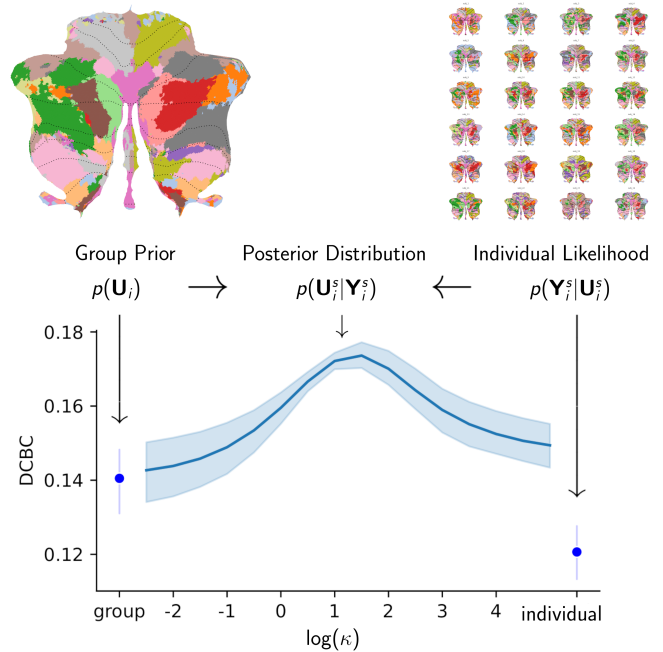 Group Prior
Posterior Distribution
Individual Likelihood
p(U_i)
p(U_i^s|Y_i^s)
p(Y_i^s|U_i^s)
0.18
0.16
0.14
0.12
DCBC
group -2 -1 0 1 2 3 4 individual
log(κ)